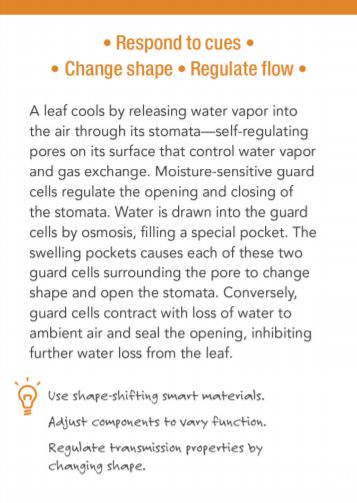 • Respond to cues •
• Change shape • Regulate flow •
A leaf cools by releasing water vapor into
the air through its stomata—self-regulating
pores on its surface that control water vapor
and gas exchange. Moisture-sensitive guard
cells regulate the opening and closing of
the stomata. Water is drawn into the guard
cells by osmosis, filling a special pocket. The
swelling pockets causes each of these two
guard cells surrounding the pore to change
shape and open the stomata. Conversely,
guard cells contract with loss of water to
ambient air and seal the opening, inhibiting
further water loss from the leaf.
Use shape-shifting smart materials.
Adjust components to vary function.
Regulate transmission properties by
changing shape.